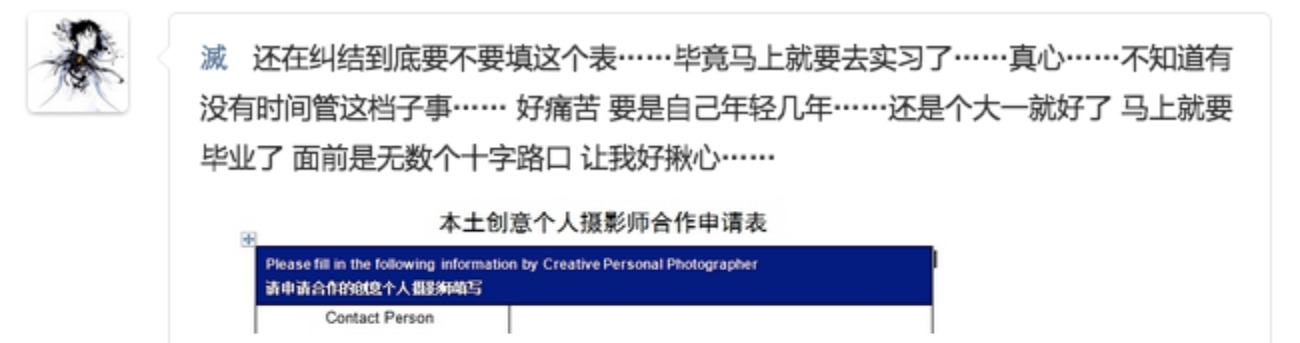 滅 还在纠结到底要不要填这个表……毕竟马上就要去实习了……真心……不知道有
没有时间管这档子事…… 好痛苦 要是自己年轻几年……还是个大一就好了 马上就要
毕业了 面前是无数个十字路口 让我好揪心……
本土创意个人摄影师合作申请表
Please fill in the following information by Creative Personal Photographer
请申请合作的创意个人摄影师填写
Contact Person